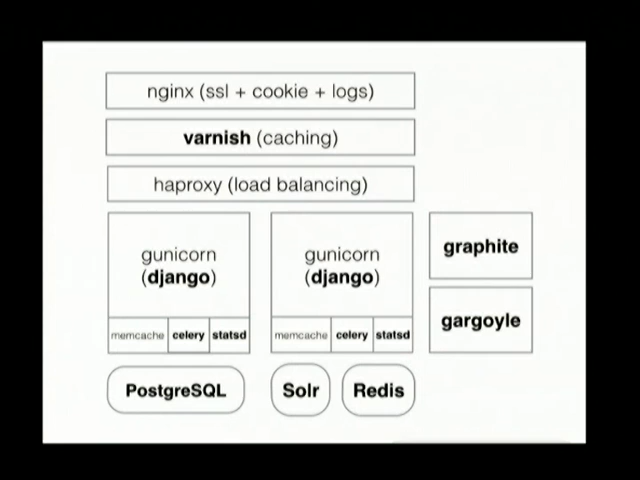 nginx (ssl + cookie + logs)
varnish (caching)
haproxy (load balancing)
gunicorn
(django)
memcache celery statsd
gunicorn
(django)
memcache celery statsd
graphite
gargoyle
PostgreSQL
Solr
Redis